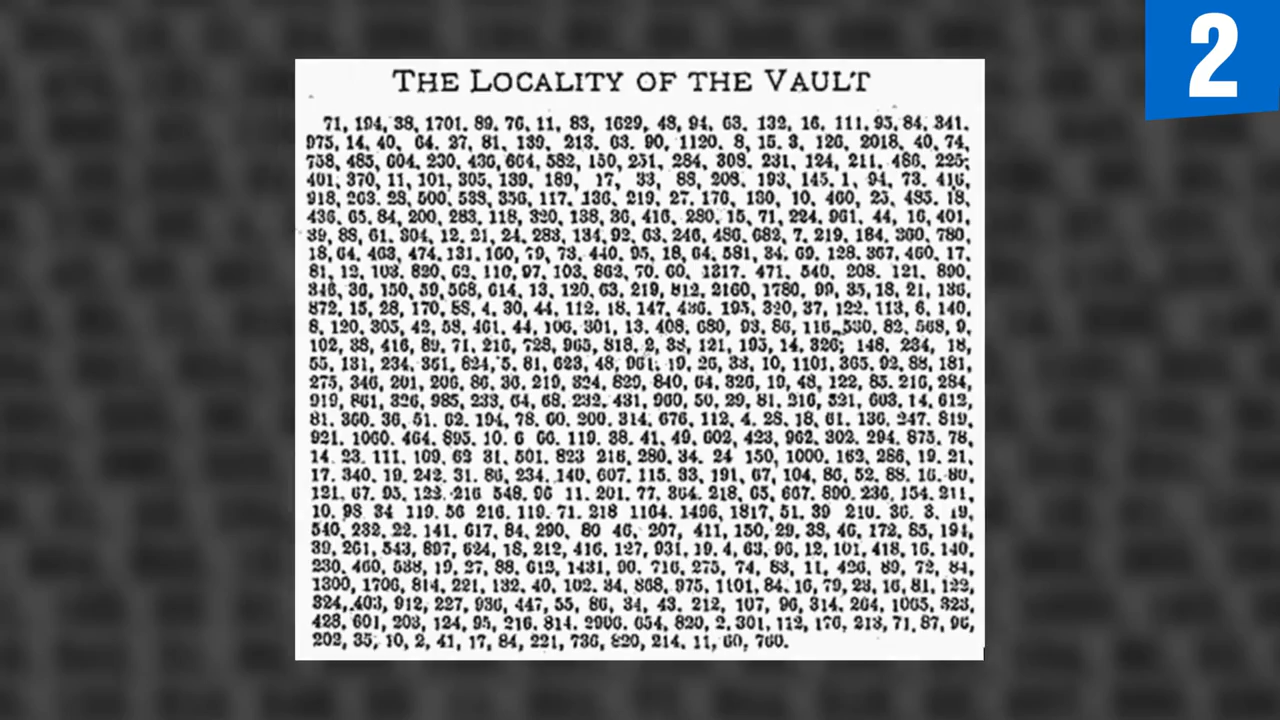 2
THE LOCALITY OF THE VAULT
71, 194, 38, 1701. 89. 76, 11, 83, 1629, 48, 94, 63. 132, 16, 111. 95, 84, 341.
975, 14, 40, 64. 27, 81, 139, 213. 63. 90, 1120. 8, 15. 3, 126, 2018, 40, 74,
758, 485, 604, 230, 436, 664, 582, 150, 251, 284, 308. 231, 124, 211, 486, 225;
401, 370, 11, 101, 305, 139, 189, 17, 33, 88, 208. 193, 145. 1, 94, 73. 416,
918, 263. 28, 500, 538, 356, 117. 136, 219, 27. 176, 130, 10. 460, 25, 485. 18,
436. 65. 84, 200, 283, 118, 320, 138, 36, 416, 280, 15, 71, 224. 961. 44, 16, 401,
39, 88, 61. 304, 12. 21, 24, 283, 134. 92, 63, 246, 486, 682, 7. 219, 184. 360, 780,
18, 64, 463, 474, 131. 160, 79, 73, 440. 95, 18, 64, 581, 34, 69. 128. 367, 460, 17.
81, 12, 103. 820, 62, 110, 97, 103, 862, 70. 60, 1317. 471, 540, 208. 121, 890,
346, 36, 150, 59, 568, 614, 13, 120, 63, 219, 812, 2160, 1780, 99, 35, 18, 21, 136,
872, 15, 28, 170, 88, 4. 30, 44, 112. 18, 147, 436. 195, 320, 37, 122. 113, 6, 140,
8, 120, 305, 42, 58, 461, 44, 106, 301, 13, 408, 680, 93, 86, 116, 530, 82, 568, 9,
102, 38, 416, 89, 71, 216, 728, 965, 818, 2, 38, 121, 195, 14, 326; 148, 234, 18,
55, 131, 234, 361, 824, 5. 81, 623, 48, 961, 19, 26, 33, 10, 1101, 365, 92, 88, 181,
275, 346, 201, 206, 86, 36. 219, 324, 829, 840, 64, 326, 19, 48, 122, 85. 216, 284,
919, 861, 326, 985, 233, 64, 68, 232, 431, 960, 50, 29, 81, 216, 321, 603, 14, 612,
81. 360. 36, 51. 62, 194, 78. 60. 200. 314, 676, 112, 4. 28, 18, 61. 136. 247, 819,
921. 1060. 464, 895. 10. 6 66. 119. 38. 41, 49, 602, 423, 962. 302, 294, 875, 78,
14. 23. 111, 109, 62 31, 501, 823 216, 280, 34. 24 150, 1000. 162, 286, 19, 21,
17. 340. 19, 242, 31. 86, 234, 140, 607. 115. 33, 191, 67, 104, 86, 52. 88. 16. 80,
121, 67. 95, 122. 216 548. 96 11. 201. 77, 364. 218, 65, 667, 890. 236, 154. 211,
10. 98 34 119. 56 216, 119. 71. 218 1164. 1496, 1817, 51. 39 210. 36. 3. 19,
540, 232, 22. 141. 617, 84, 290, 80 46, 207, 411, 150, 29, 38, 46, 172, 85, 194,
39, 261, 543, 897, 624, 18, 212, 416, 127, 931, 19, 4, 63, 96, 12, 101, 418, 16, 140,
230. 460, 538, 19, 27, 88, 612, 1431, 90. 716, 275, 74, 83, 11, 426, 89, 72, 84,
1300, 1706, 814, 221, 132. 40, 102. 34, 868, 975, 1101, 84, 16, 79, 23, 16, 81, 122,
324, 403, 912, 227, 936, 447, 55, 86, 34, 43. 212, 107, 96, 314, 264, 1065, 323,
428, 601, 203, 124, 95, 216, 814. 2906. 654, 820, 2, 301, 112, 176, 213, 71, 87, 96,
202, 35, 10, 2, 41, 17, 84, 221, 736, 820, 214. 11, 60, 760.